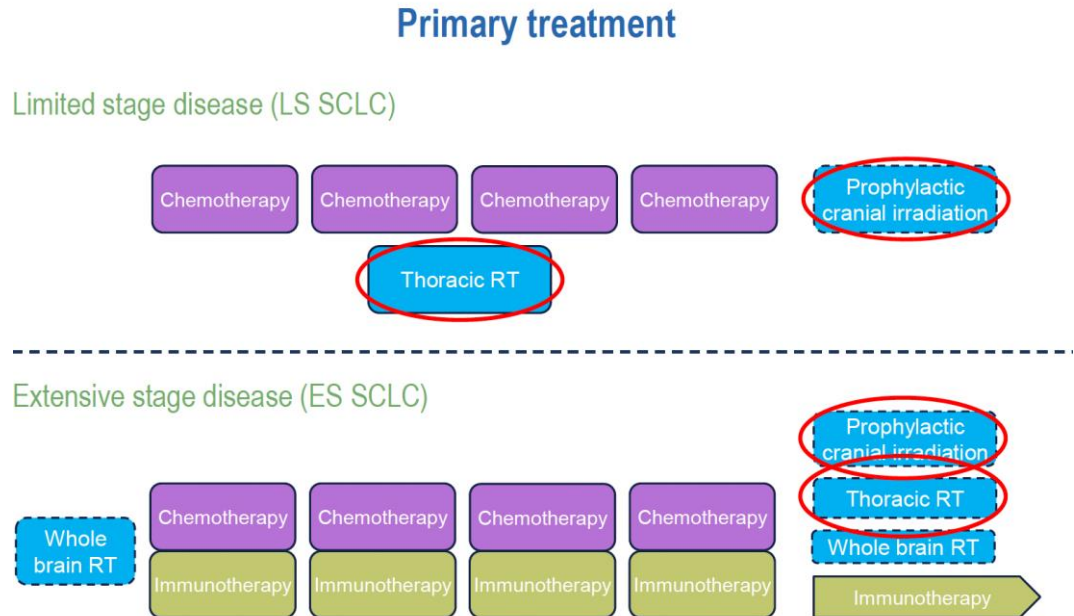 Primary treatment
Limited stage disease (LS SCLC)
Chemotherapy
Chemotherapy
Chemotherapy
Chemotherapy
Prophylactic
cranial irradiation
Thoracic RT
Extensive stage disease (ES SCLC)
Whole
brain RT
Chemotherapy
Chemotherapy
Chemotherapy
Chemotherapy
Immunotherapy
Immunotherapy
Immunotherapy
Immunotherapy
Prophylactic
cranial irradiation
Thoracic RT
Whole brain RT
Immunotherapy